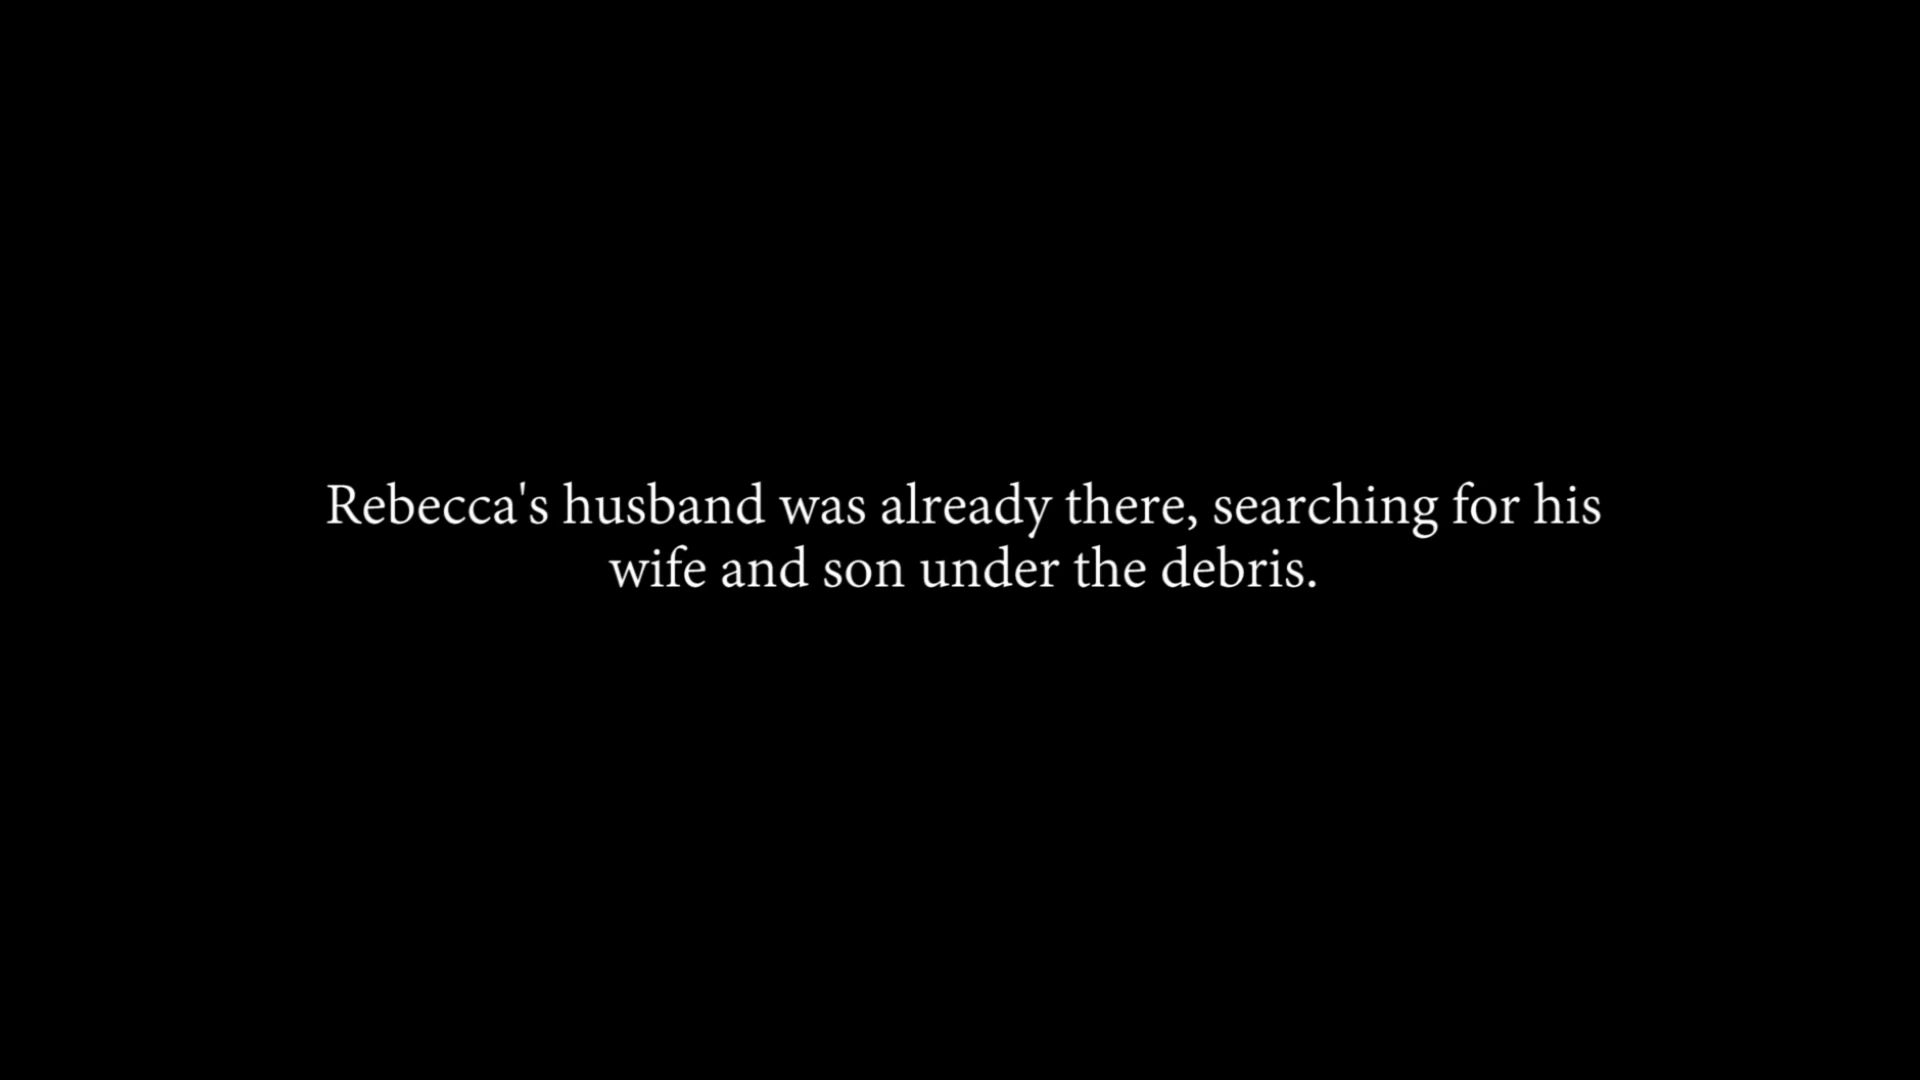 Rebecca's husband was already there, searching for his
wife and son under the debris.